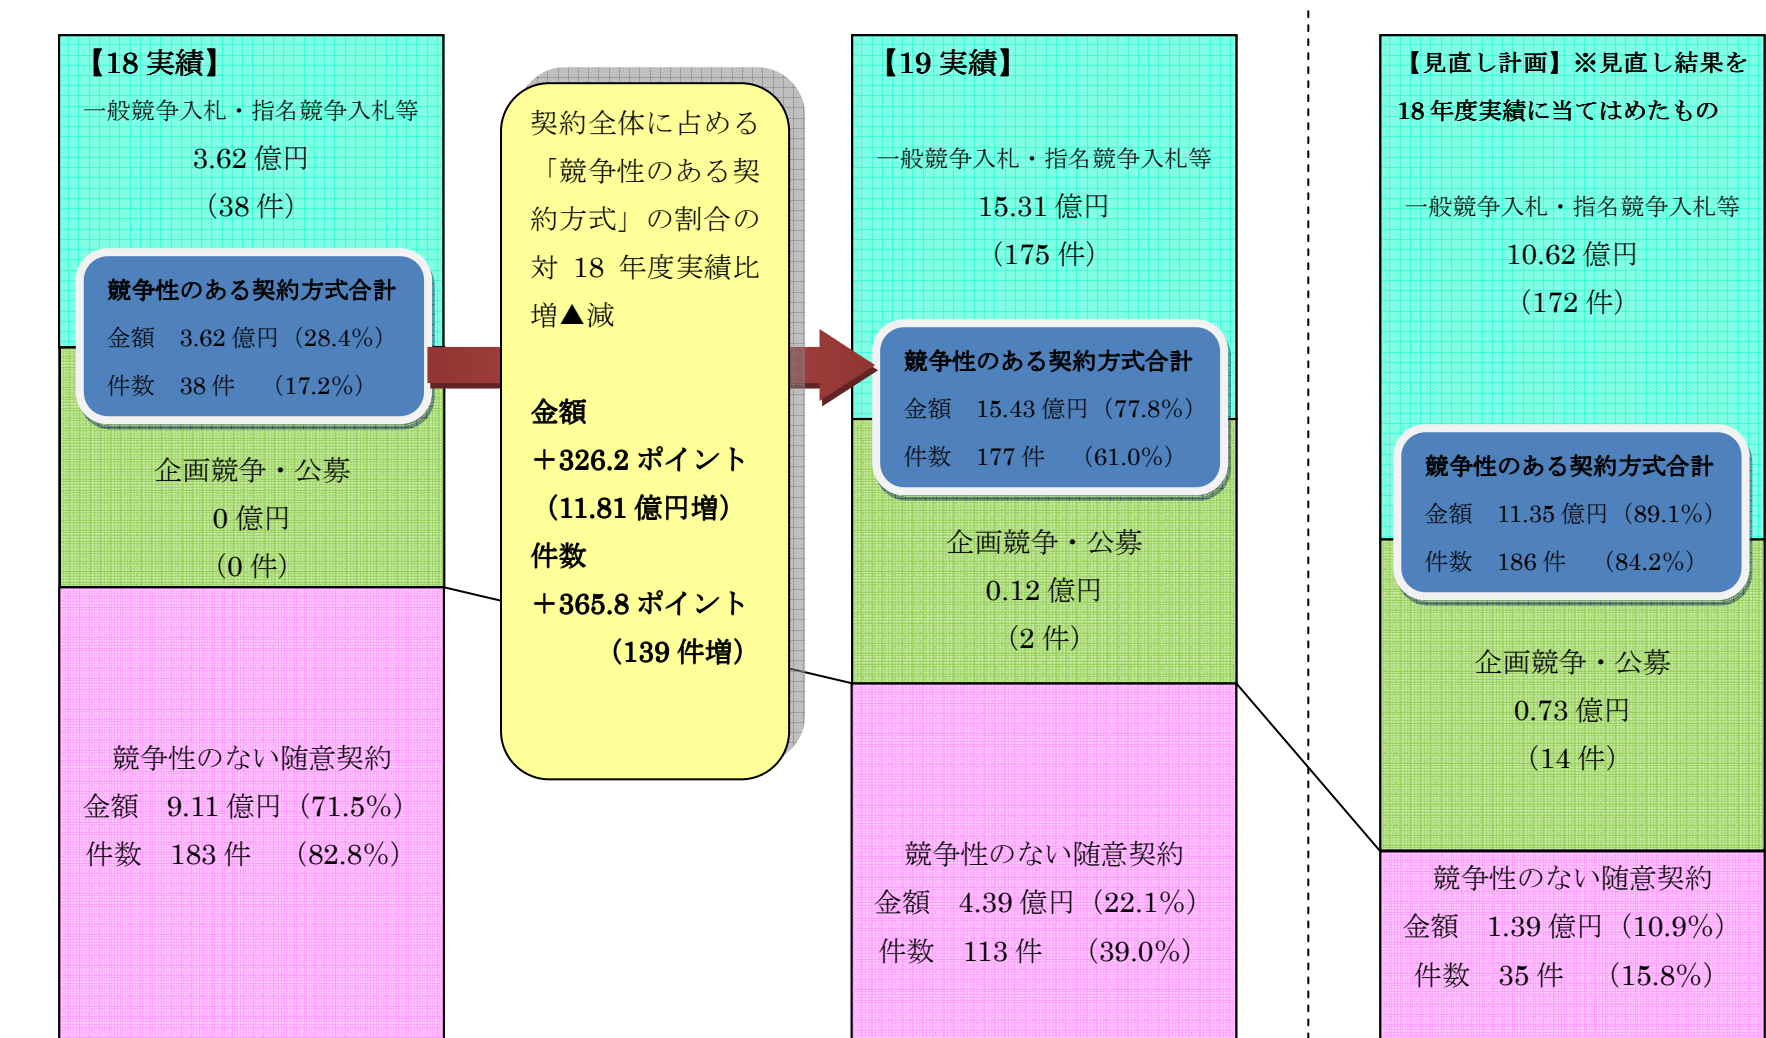 【18 実績】
一般競争入札・指名競争入札等
3.62 億円
（38 件）
競争性のある契約方式合計
金額　3.62 億円（28.4%）
件数　38 件　（17.2%）
企画競争・公募
0 億円
（0 件）
競争性のない随意契約
金額　9.11 億円（71.5%）
件数　183 件　（82.8%）
契約全体に占める
「競争性のある契
約方式」の割合の
対 18 年度実績比
増▲減
金額
＋326.2 ポイント
（11.81 億円増）
件数
＋365.8 ポイント
（139 件増）
【19 実績】
一般競争入札・指名競争入札等
15.31 億円
（175 件）
競争性のある契約方式合計
金額　15.43 億円（77.8%）
件数　177 件　（61.0%）
企画競争・公募
0.12 億円
（2 件）
競争性のない随意契約
金額　4.39 億円（22.1%）
件数　113 件　（39.0%）
【見直し計画】※見直し結果を
18 年度実績に当てはめたもの
一般競争入札・指名競争入札等
10.62 億円
（172 件）
競争性のある契約方式合計
金額　11.35 億円（89.1%）
件数　186 件　（84.2%）
企画競争・公募
0.73 億円
（14 件）
競争性のない随意契約
金額　1.39 億円（10.9%）
件数　35 件　（15.8%）